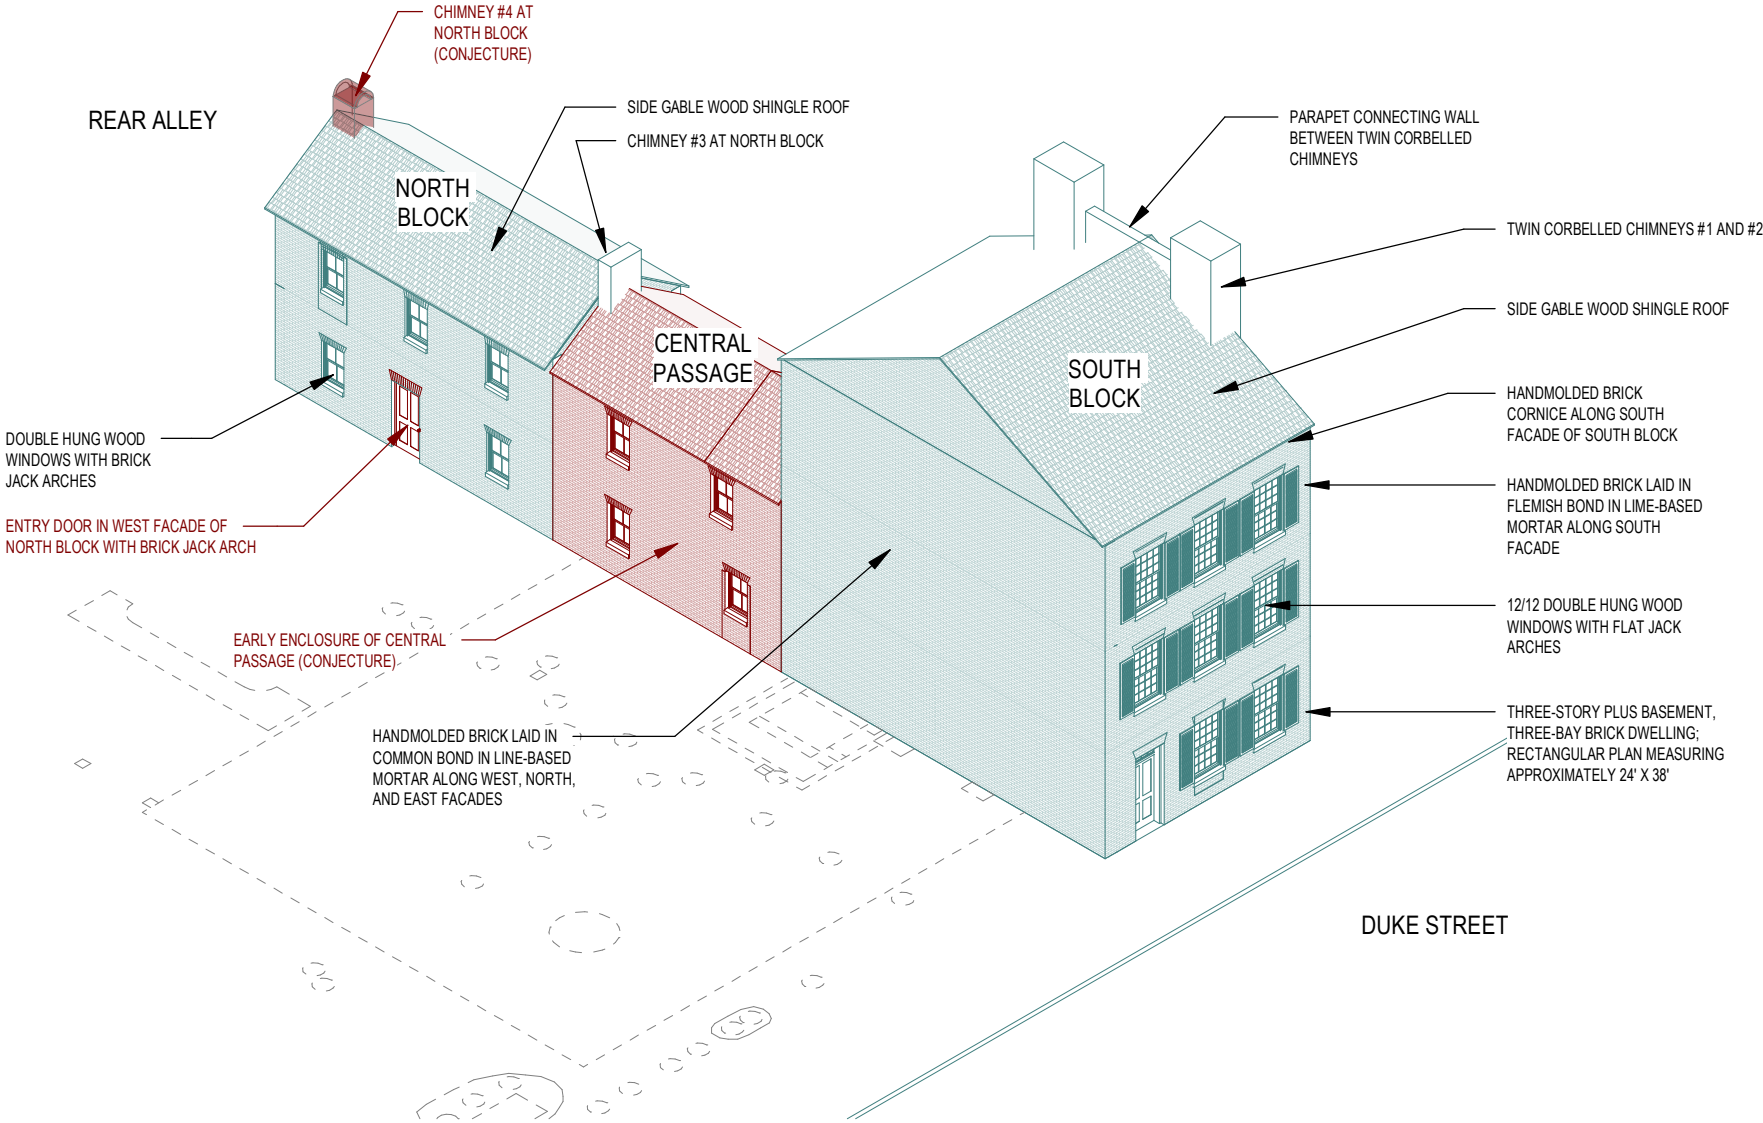 CHIMNEY #4 AT
NORTH BLOCK
(CONJECTURE)
REAR ALLEY
SIDE GABLE WOOD SHINGLE ROOF
CHIMNEY #3 AT NORTH BLOCK
PARAPET CONNECTING WALL
BETWEEN TWIN CORBELLED
CHIMNEYS
NORTH
BLOCK
TWIN CORBELLED CHIMNEYS #1 AND #2
SIDE GABLE WOOD SHINGLE ROOF
CENTRAL
PASSAGE
SOUTH
BLOCK
HANDMOLDED BRICK
CORNICE ALONG SOUTH
FACADE OF SOUTH BLOCK
DOUBLE HUNG WOOD
WINDOWS WITH BRICK
JACK ARCHES
HANDMOLDED BRICK LAID IN
FLEMISH BOND IN LIME-BASED
MORTAR ALONG SOUTH
FACADE
ENTRY DOOR IN WEST FACADE OF
NORTH BLOCK WITH BRICK JACK ARCH
12/12 DOUBLE HUNG WOOD
WINDOWS WITH FLAT JACK
ARCHES
EARLY ENCLOSURE OF CENTRAL
PASSAGE (CONJECTURE)
HANDMOLDED BRICK LAID IN
COMMON BOND IN LINE-BASED
MORTAR ALONG WEST, NORTH,
AND EAST FACADES
THREE-STORY PLUS BASEMENT,
THREE-BAY BRICK DWELLING;
RECTANGULAR PLAN MEASURING
APPROXIMATELY 24' X 38'
DUKE STREET